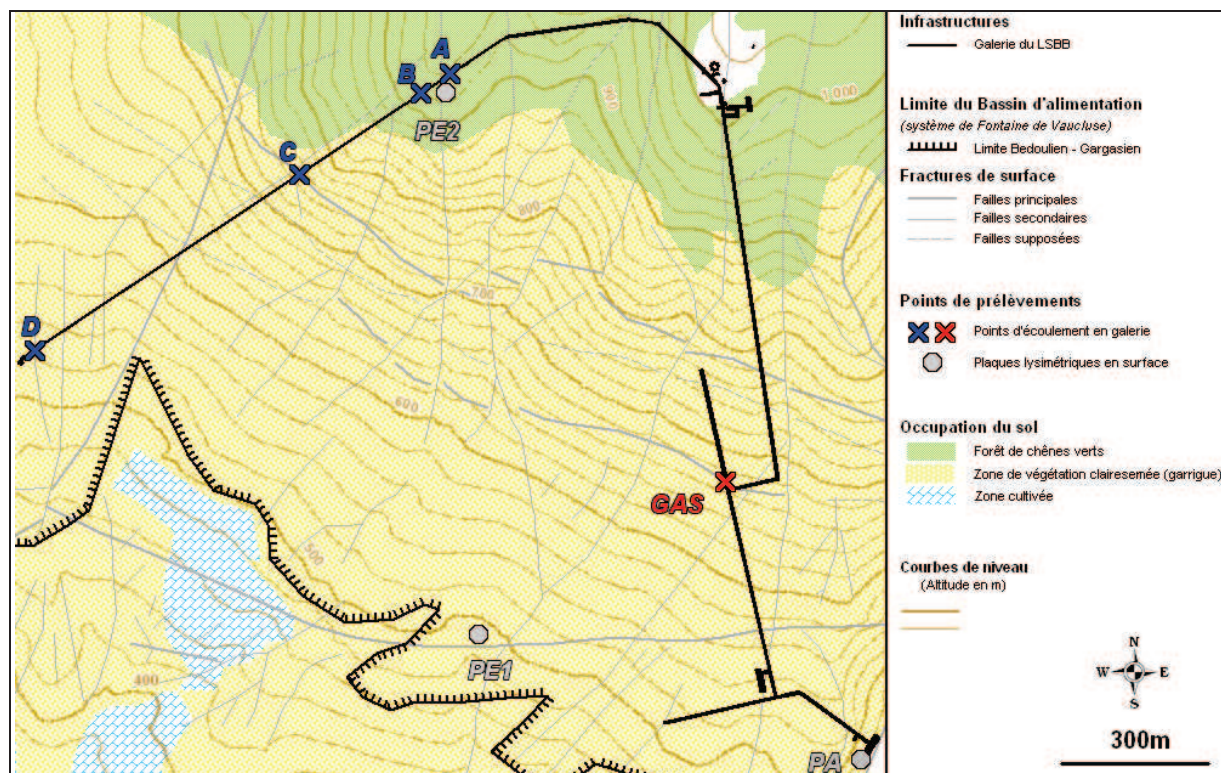 A
B
PE2
C
D
900
1 000
800
700
600
GAS
500
PE1
400
PA
Infrastructures
Galerie du LSBB
Limite du Bassin d'alimentation
(système de Fontaine de Vaucluse)
Limite Bedoulien - Gargasien
Fractures de surface
Failles principales
Failles secondaires
Failles supposées
Points de prélèvements
Points d'écoulement en galerie
Plaques lysimétriques en surface
Occupation du sol
Forêt de chênes verts
Zone de végétation clairesemée (garrigue)
Zone cultivée
Courbes de niveau
(Altitude en m)
N
W E
S
300m